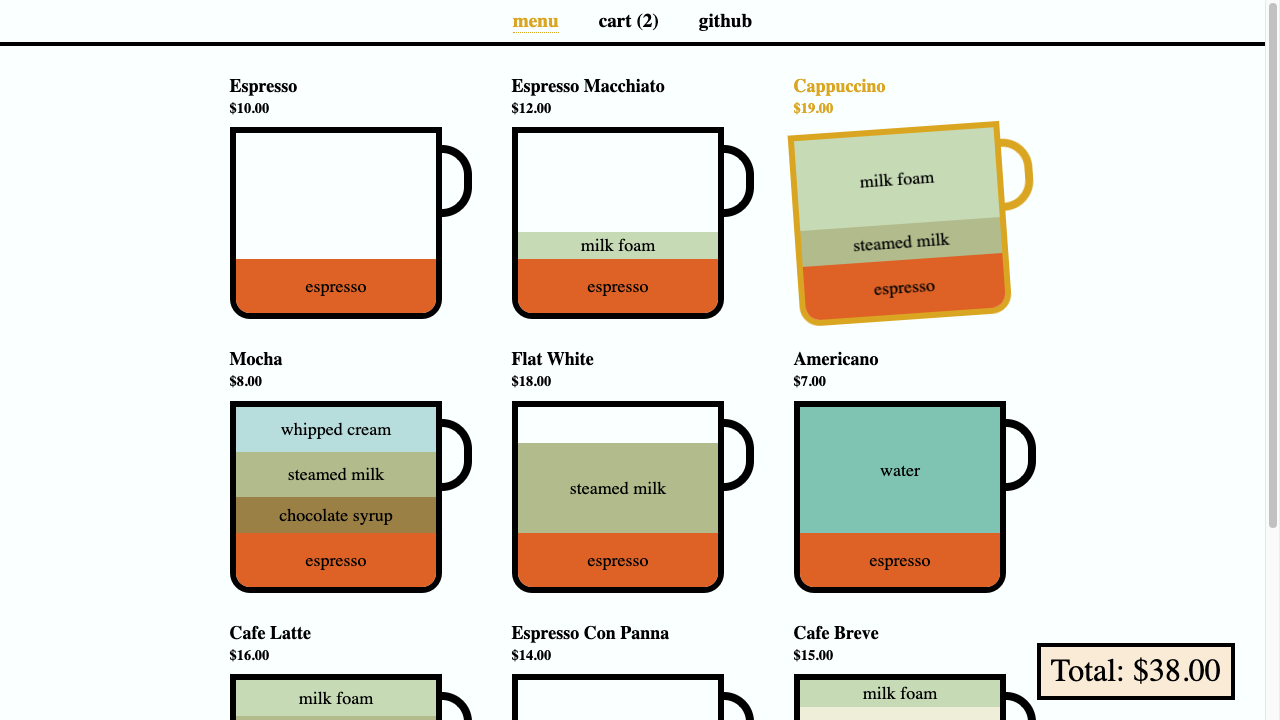 menu cart (2) github
Espresso
$10.00
espresso
Espresso Macchiato
$12.00
milk foam
espresso
Cappuccino
$19.00
milk foam
steamed milk
espresso
Mocha
$8.00
whipped cream
steamed milk
chocolate syrup
espresso
Flat White
$18.00
steamed milk
espresso
Americano
$7.00
water
espresso
Cafe Latte
$16.00
milk foam
Espresso Con Panna
$14.00
Cafe Breve
$15.00
milk foam
Total: $38.00